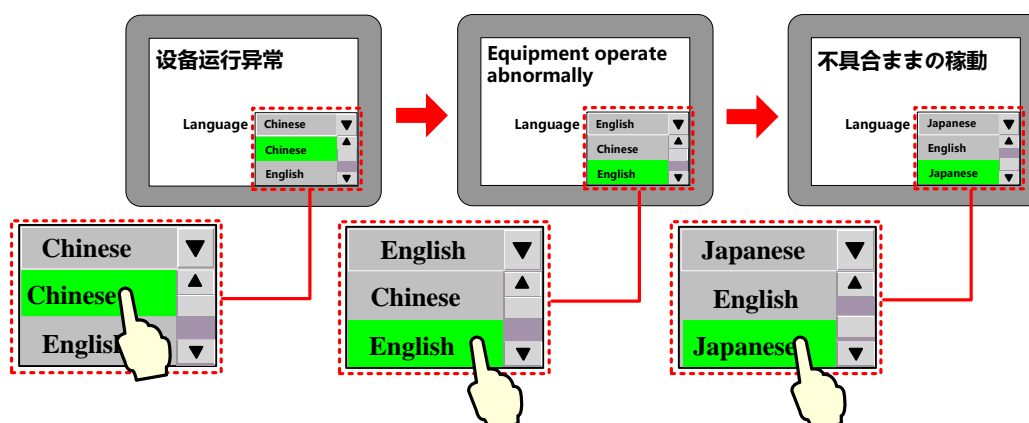 设备运行异常
Language
Chinese
Chinese
English
Equipment operate
abnormally
Language
English
Chinese
English
不具合ままの稼動
Language
Japanese
English
Japanese
Chinese
Chinese
English
English
Chinese
English
Japanese
English
Japanese